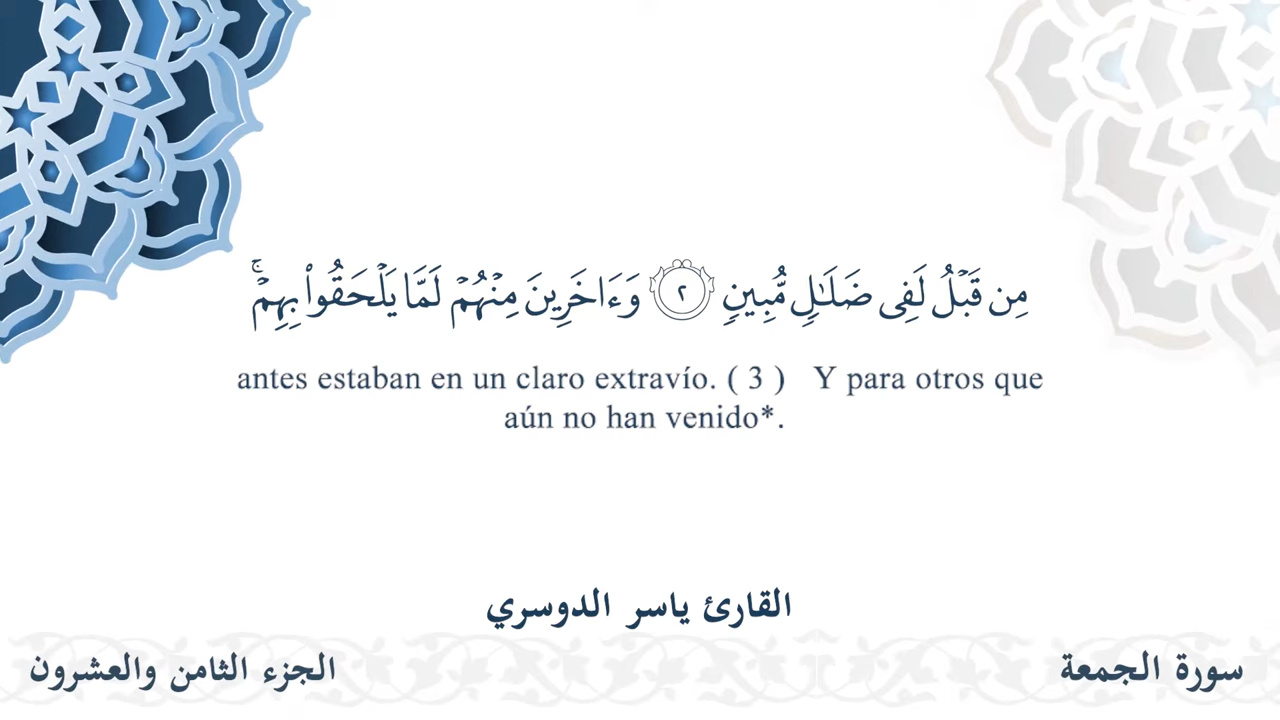 مِن قَبۡلُ لَفِي ضَلَٰلٖ مُّبِينٖ ٢ وَءَاخَرِينَ مِنۡهُمۡ لَمَّا يَلۡحَقُواْ بِهِمۡۚ
antes estaban en un claro extravío. ( 3 ) Y para otros que
aún no han venido*.
القارئ ياسر الدوسري
سورة الجمعة
الجزء الثامن والعشرون